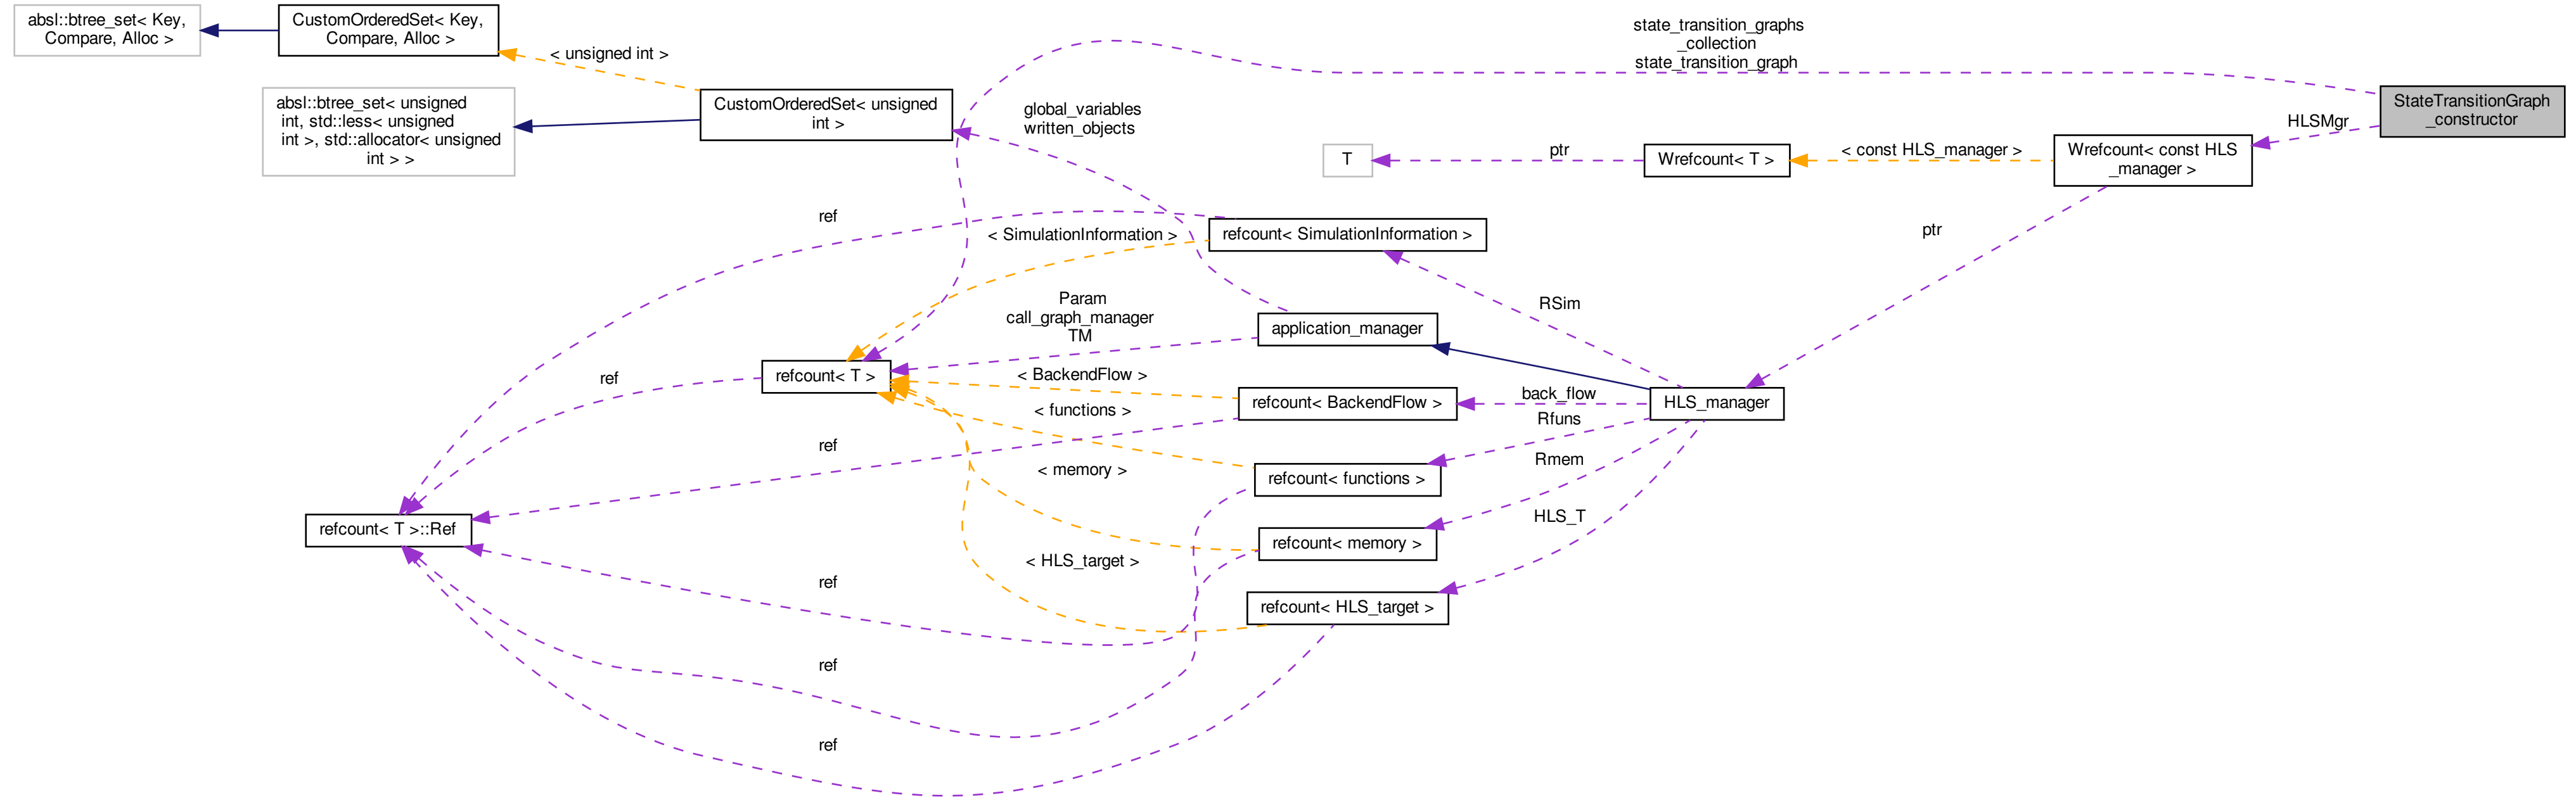 absl::btree_set< Key,
Compare, Alloc >
CustomOrderedSet< Key,
Compare, Alloc >
< unsigned int >
absl::btree_set< unsigned
int, std::less< unsigned
int >, std::allocator< unsigned
int > >
CustomOrderedSet< unsigned
int >
global_variables
written_objects
state_transition_graphs
_collection
state_transition_graph
StateTransitionGraph
_constructor
HLSMgr
Wrefcount< const HLS
_manager >
< const HLS_manager >
Wrefcount< T >
ptr
T
ptr
ref
< SimulationInformation >
refcount< SimulationInformation >
RSim
Param
call_graph_manager
TM
application_manager
refcount< T >
ref
< BackendFlow >
refcount< BackendFlow >
back_flow
HLS_manager
< functions >
Rfuns
ref
< memory >
refcount< functions >
Rmem
refcount< T >::Ref
HLS_T
refcount< memory >
< HLS_target >
ref
refcount< HLS_target >
ref
ref